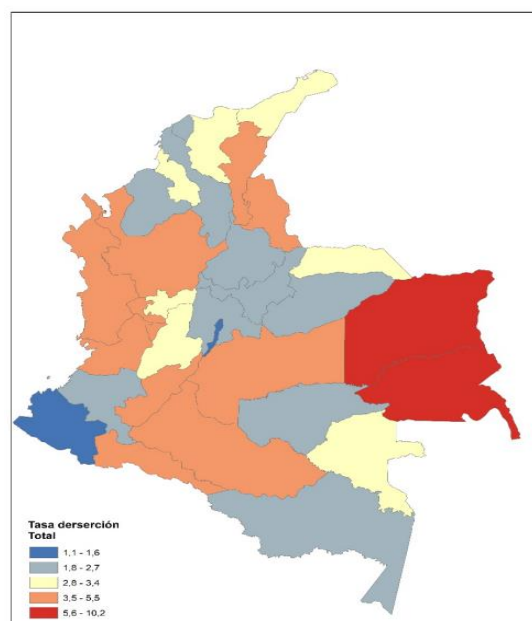 Tasa derserción
Total
1,1 - 1,6
1,8 - 2,7
2,8 - 3,4
3,5 - 5,5
5,6 - 10,2